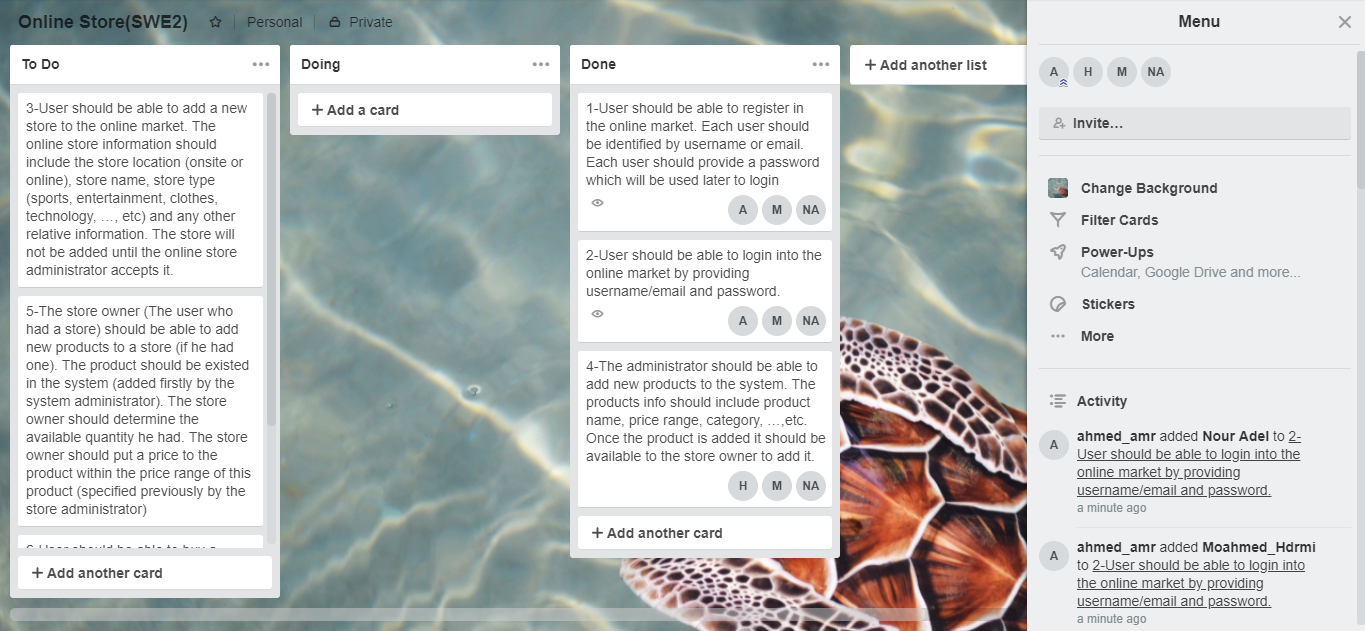 Online Store(SWE2)
Personal
Private
To Do
3-User should be able to add a new
store to the online market. The
online store information should
include the store location (onsite or
online), store name, store type
(sports, entertainment, clothes,
technology, …, etc) and any other
relative information. The store will
not be added until the online store
administrator accepts it.
5-The store owner (The user who
had a store) should be able to add
new products to a store (if he had
one). The product should be existed
in the system (added firstly by the
system administrator). The store
owner should determine the
available quantity he had. The store
owner should put a price to the
product within the price range of this
product (specified previously by the
store administrator)
6-User should be able to buy a
+ Add another card
Doing
+ Add a card
Done
1-User should be able to register in
the online market. Each user should
be identified by username or email.
Each user should provide a password
which will be used later to login
A M NA
2-User should be able to login into the
online market by providing
username/email and password.
A M NA
4-The administrator should be able to
add new products to the system. The
products info should include product
name, price range, category, …,etc.
Once the product is added it should be
available to the store owner to add it.
H M NA
+ Add another card
+ Add another list
Menu
A H M NA
Invite…
Change Background
Filter Cards
Power-Ups
Calendar, Google Drive and more...
Stickers
More
Activity
A
ahmed_amr added Nour Adel to 2-
User should be able to login into the
online market by providing
username/email and password.
a minute ago
A
ahmed_amr added Moahmed_Hdrmi
to 2-User should be able to login into
the online market by providing
username/email and password.
a minute ago